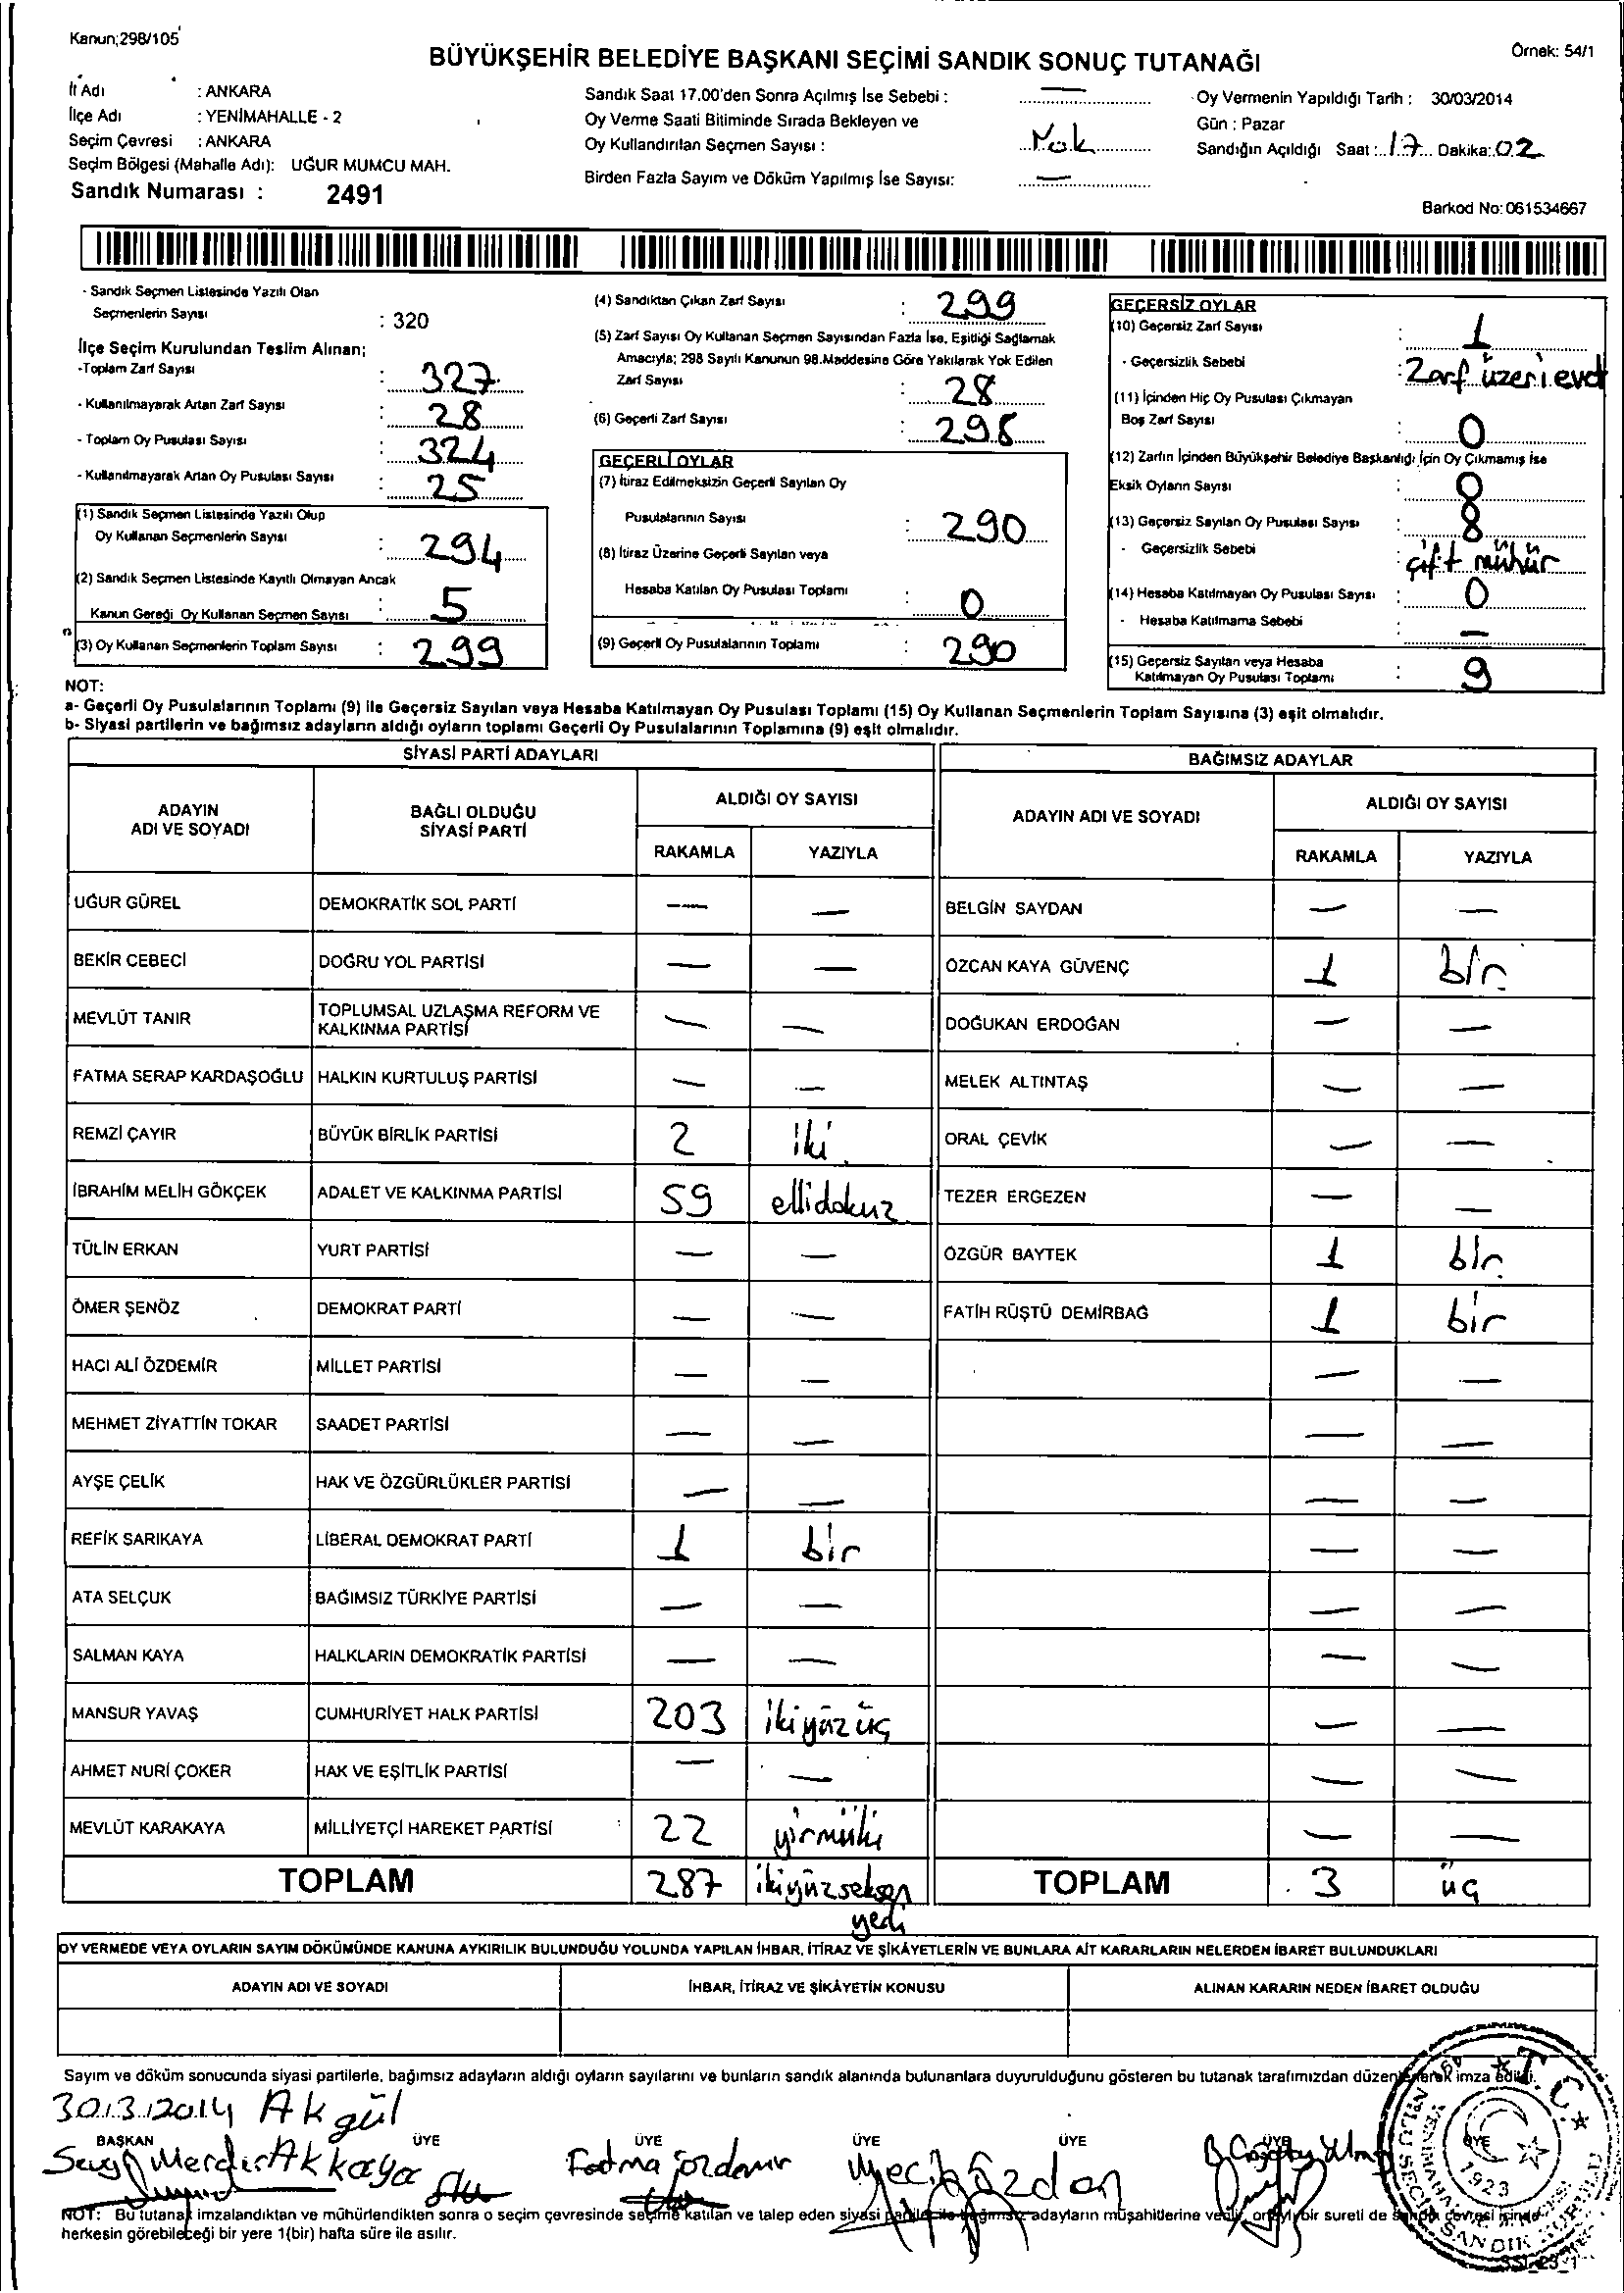 Kanun;298/105
BÜYÜKŞEHİR BELEDİYE BAŞKANI SEÇİMİ SANDIK SONUÇ TUTANAĞI
Örnek: 54/1
İl Adı : ANKARA
İlçe Adı : YENİMAHALLE - 2
Seçim Çevresi : ANKARA
Seçim Bölgesi (Mahalle Adı): UĞUR MUMCU MAH.
Sandık Numarası : 2491
Sandık Saat 17.00'den Sonra Açılmış İse Sebebi : —
Oy Verme Saati Bitiminde Sırada Bekleyen ve
Oy Kullandırılan Seçmen Sayısı : Yok
Birden Fazla Sayım ve Döküm Yapılmış İse Sayısı: —
Oy Vermenin Yapıldığı Tarih : 30/03/2014
Gün : Pazar
Sandığın Açıldığı Saat : 17 Dakika: 02
Barkod No: 061534667
- Sandık Seçmen Listesinde Yazılı Olan
Seçmenlerin Sayısı : 320
İlçe Seçim Kurulundan Teslim Alınan;
-Toplam Zarf Sayısı : 327
- Kullanılmayarak Artan Zarf Sayısı : 28
- Toplam Oy Pusulası Sayısı : 324
- Kullanılmayarak Artan Oy Pusulası Sayısı : 25
(1) Sandık Seçmen Listesinde Yazılı Olup
Oy Kullanan Seçmenlerin Sayısı : 294
(2) Sandık Seçmen Listesinde Kayıtlı Olmayan Ancak
Kanun Gereği Oy Kullanan Seçmen Sayısı : 5
(3) Oy Kullanan Seçmenlerin Toplam Sayısı : 299
(4) Sandıktan Çıkan Zarf Sayısı : 299
(5) Zarf Sayısı Oy Kullanan Seçmen Sayısından Fazla İse, Eşitliği Sağlamak
Amacıyla; 298 Sayılı Kanunun 98.Maddesine Göre Yakılarak Yok Edilen
Zarf Sayısı : 28
(6) Geçerli Zarf Sayısı : 298
GEÇERLİ OYLAR
(7) İtiraz Edilmeksizin Geçerli Sayılan Oy
Pusulalarının Sayısı : 290
(8) İtiraz Üzerine Geçerli Sayılan veya
Hesaba Katılan Oy Pusulası Toplamı : 0
(9) Geçerli Oy Pusulalarının Toplamı : 290
GEÇERSİZ OYLAR
(10) Geçersiz Zarf Sayısı : 1
- Geçersizlik Sebebi : Zarf üzeri evet
(11) İçinden Hiç Oy Pusulası Çıkmayan
Boş Zarf Sayısı : 0
(12) Zarfın İçinden Büyükşehir Belediye Başkanlığı İçin Oy Çıkmamış İse
Eksik Oyların Sayısı : 0
(13) Geçersiz Sayılan Oy Pusulası Sayısı : 8
- Geçersizlik Sebebi : çift mühür
(14) Hesaba Katılmayan Oy Pusulası Sayısı : 0
- Hesaba Katılmama Sebebi : —
(15) Geçersiz Sayılan veya Hesaba
Katılmayan Oy Pusulası Toplamı : 9
NOT:
a- Geçerli Oy Pusulalarının Toplamı (9) ile Geçersiz Sayılan veya Hesaba Katılmayan Oy Pusulası Toplamı (15) Oy Kullanan Seçmenlerin Toplam Sayısına (3) eşit olmalıdır.
b- Siyasi partilerin ve bağımsız adayların aldığı oyların toplamı Geçerli Oy Pusulalarının Toplamına (9) eşit olmalıdır.
SİYASİ PARTİ ADAYLARI
BAĞIMSIZ ADAYLAR
ADAYIN ADI VE SOYADI BAĞLI OLDUĞU SİYASİ PARTİ ALDIĞI OY SAYISI RAKAMLA YAZIYLA
ADAYIN ADI VE SOYADI ALDIĞI OY SAYISI RAKAMLA YAZIYLA
UĞUR GÜREL DEMOKRATİK SOL PARTİ — — BELGİN SAYDAN — —
BEKİR CEBECİ DOĞRU YOL PARTİSİ — — ÖZCAN KAYA GÜVENÇ 1 bir
MEVLÜT TANIR TOPLUMSAL UZLAŞMA REFORM VE KALKINMA PARTİSİ — — DOĞUKAN ERDOĞAN — —
FATMA SERAP KARDAŞOĞLU HALKIN KURTULUŞ PARTİSİ — — MELEK ALTINTAŞ — —
REMZİ ÇAYIR BÜYÜK BİRLİK PARTİSİ 2 iki ORAL ÇEVİK — —
İBRAHİM MELİH GÖKÇEK ADALET VE KALKINMA PARTİSİ 59 ellidokuz TEZER ERGEZEN — —
TÜLİN ERKAN YURT PARTİSİ — — ÖZGÜR BAYTEK 1 bir
ÖMER ŞENÖZ DEMOKRAT PARTİ — — FATİH RÜŞTÜ DEMİRBAĞ 1 bir
HACI ALİ ÖZDEMİR MİLLET PARTİSİ — — — —
MEHMET ZİYATTİN TOKAR SAADET PARTİSİ — — — —
AYŞE ÇELİK HAK VE ÖZGÜRLÜKLER PARTİSİ — — — —
REFİK SARIKAYA LİBERAL DEMOKRAT PARTİ 1 bir — —
ATA SELÇUK BAĞIMSIZ TÜRKİYE PARTİSİ — — — —
SALMAN KAYA HALKLARIN DEMOKRATİK PARTİSİ — — — —
MANSUR YAVAŞ CUMHURİYET HALK PARTİSİ 203 ikiyüzüç — —
AHMET NURİ ÇOKER HAK VE EŞİTLİK PARTİSİ — — — —
MEVLÜT KARAKAYA MİLLİYETÇİ HAREKET PARTİSİ 22 yirmiiki — —
TOPLAM 287 ikiyüzseksen yedi TOPLAM 3 üç
OY VERMEDE VEYA OYLARIN SAYIM DÖKÜMÜNDE KANUNA AYKIRILIK BULUNDUĞU YOLUNDA YAPILAN İHBAR, İTİRAZ VE ŞİKÂYETLERİN VE BUNLARA AİT KARARLARIN NELERDEN İBARET BULUNDUKLARI
ADAYIN ADI VE SOYADI İHBAR, İTİRAZ VE ŞİKÂYETİN KONUSU ALINAN KARARIN NEDEN İBARET OLDUĞU
Sayım ve döküm sonucunda siyasi partilerle, bağımsız adayların aldığı oyların sayılarını ve bunların sandık alanında bulunanlara duyurulduğunu gösteren bu tutanak tarafımızdan düzenlenerek imza edildi.
30.3.2014 Akgül
BAŞKAN ÜYE ÜYE ÜYE ÜYE ÜYE ÜYE
Akkaya Fatma Özdemir Özdan
NOT: Bu tutanak imzalandıktan ve mühürlendikten sonra o seçim çevresinde seçime katılan ve talep eden siyasi partiler ile bağımsız adayların müşahitlerine verilir, onaylı bir sureti de sandık çevresi içinde
herkesin görebileceği bir yere 1(bir) hafta süre ile asılır.
T.C.
1923